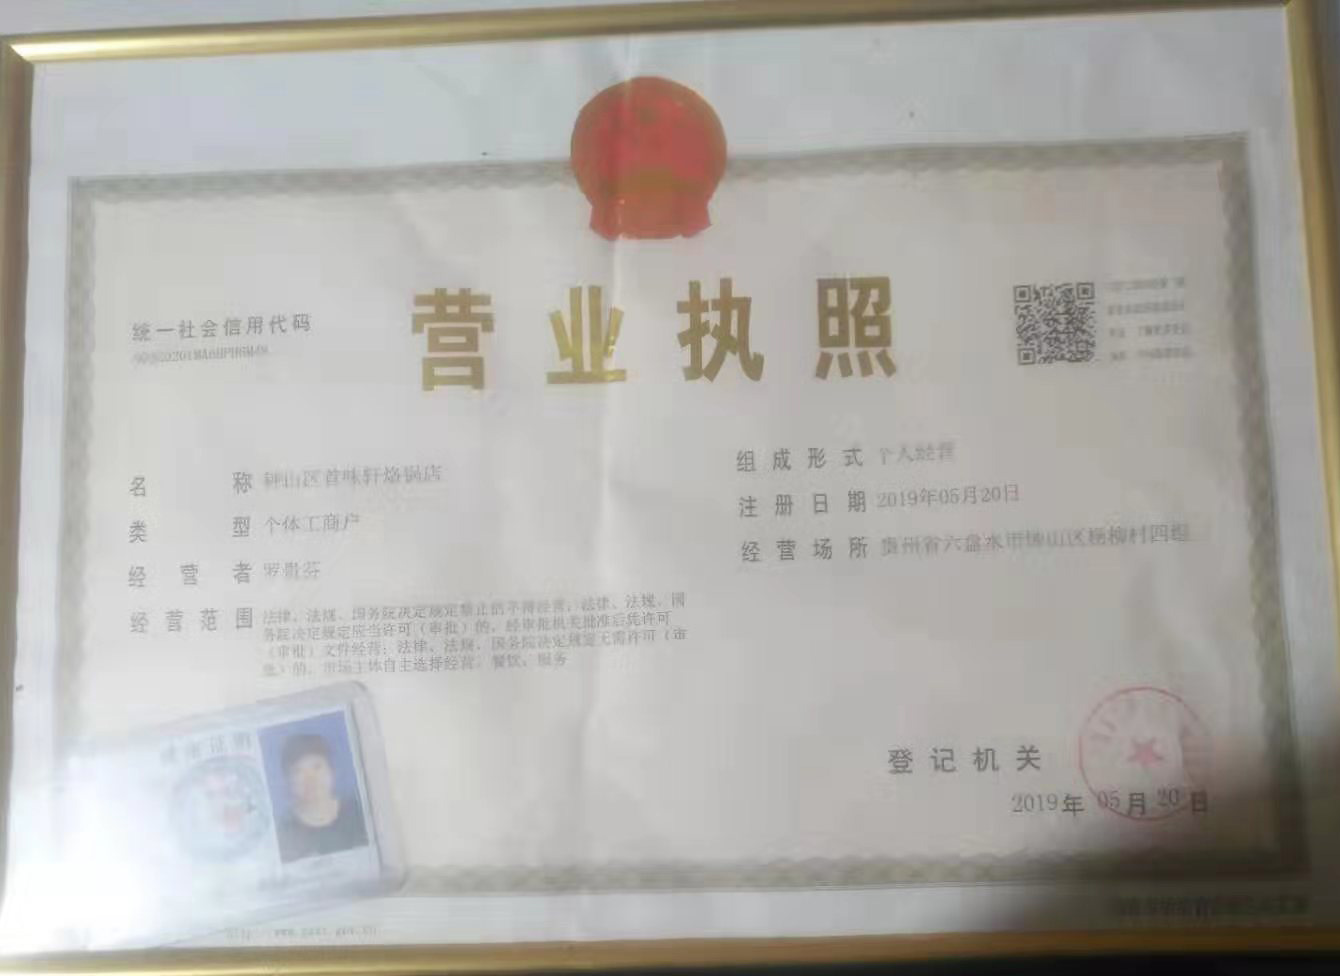 营业执照
统一社会信用代码
名称 钟山区首味轩烙锅店
类型 个体工商户
经营者 罗贵芬
经营范围 法律、法规、国务院决定规定禁止的不得经营；法律、法规、国
务院决定规定应当许可（审批）的，经审批机关批准后凭许可
（审批）文件经营；法律、法规、国务院决定规定无需许可（审
批）的，市场主体自主选择经营。餐饮、服务
组成形式 个人经营
注册日期 2019年05月20日
经营场所 贵州省六盘水市钟山区杨柳村四组
健康证明
登记机关
2019年05月20日